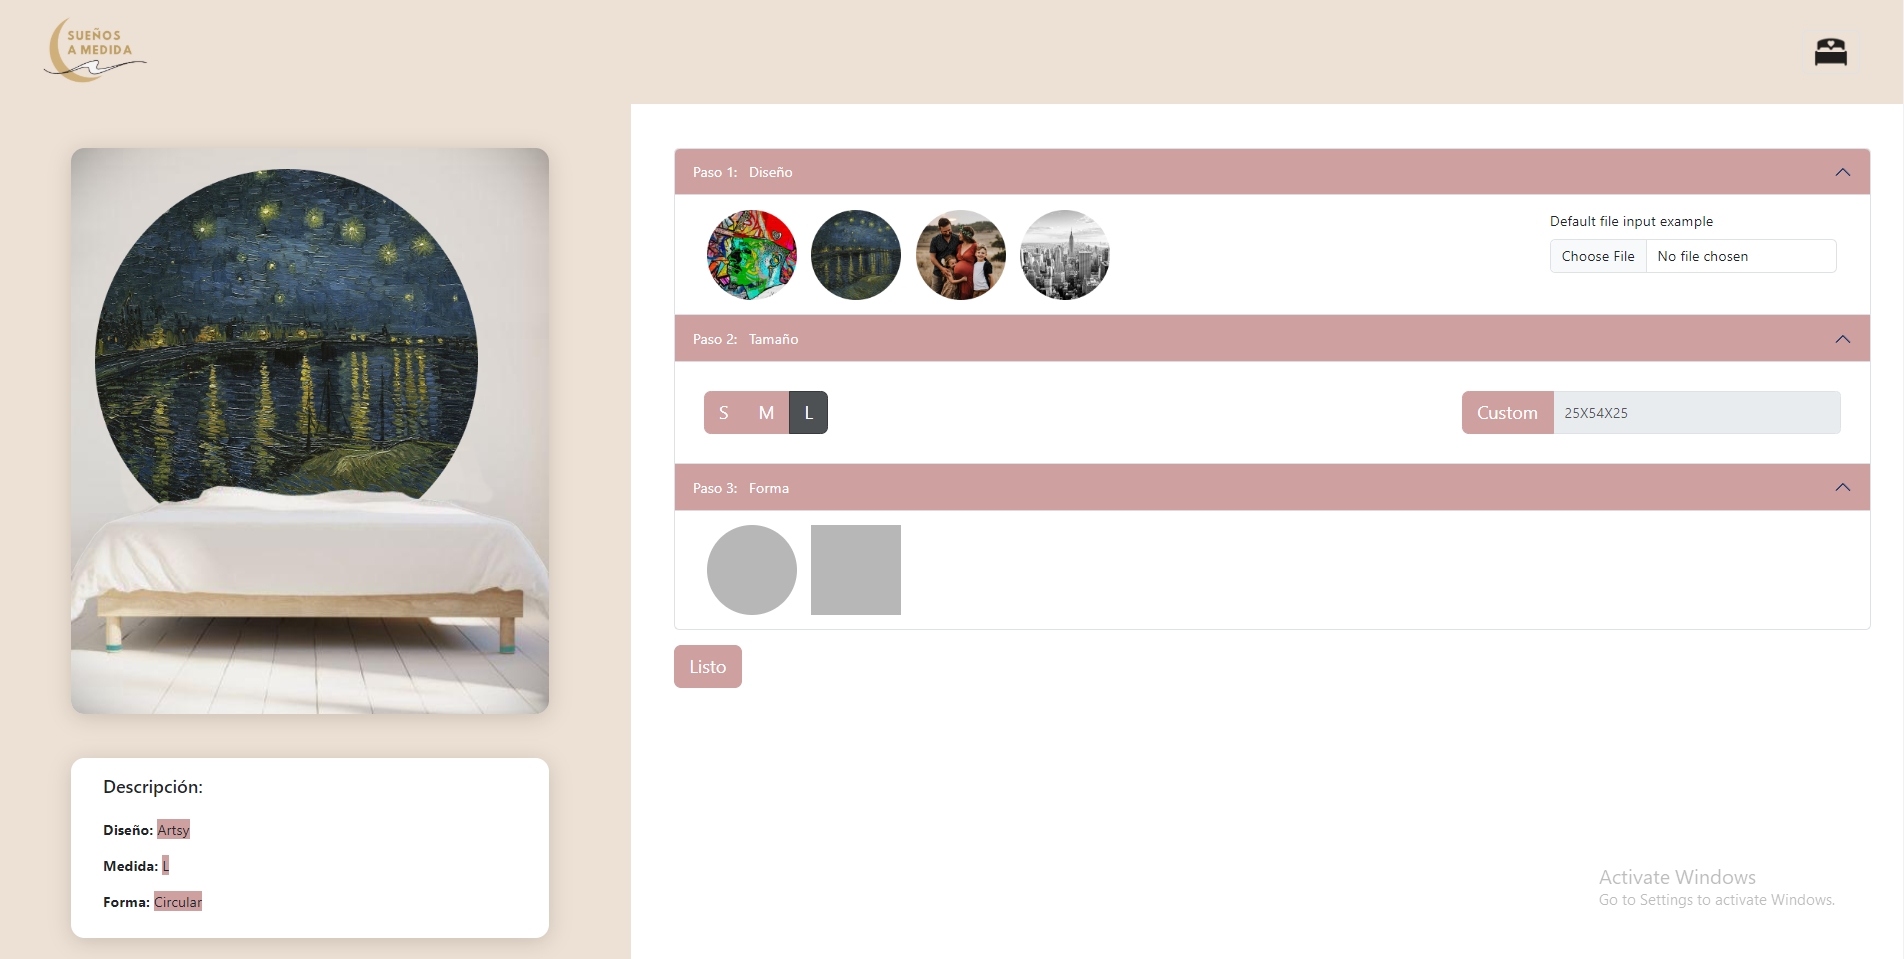 SUEÑOS
A MEDIDA
Paso 1: Diseño
Default file input example
Choose File No file chosen
Paso 2: Tamaño
S M L
Custom 25X54X25
Paso 3: Forma
Listo
Descripción:
Diseño: Artsy
Medida: L
Forma: Circular
Activate Windows
Go to Settings to activate Windows.